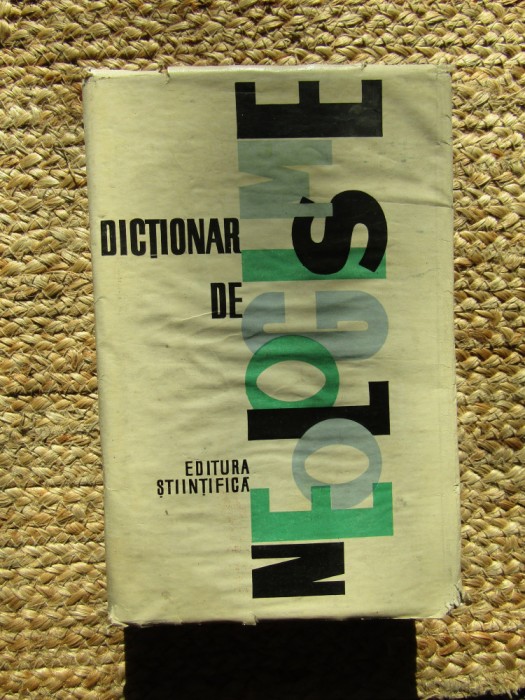 DICȚIONAR
DE
NEOLOGISME
EDITURA
ȘTIINȚIFICĂ